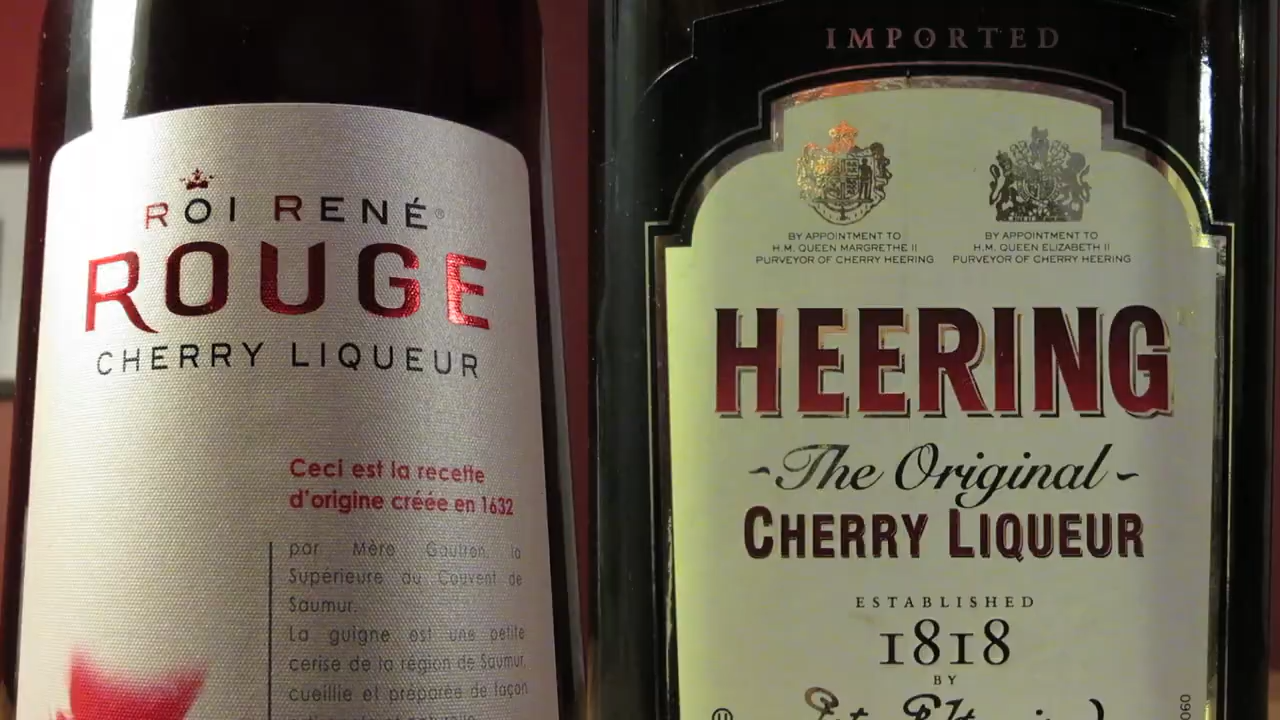 ROI RENÉ®
ROUGE
CHERRY LIQUEUR
Ceci est la recette
d'origine créée en 1632
par Mère Gautron, la
Supérieure du Couvent de
Saumur.
La guigne est une petite
cerise de la région de Saumur,
cueillie et préparée de façon
IMPORTED
BY APPOINTMENT TO
H.M. QUEEN MARGRETHE II
PURVEYOR OF CHERRY HEERING
BY APPOINTMENT TO
H.M. QUEEN ELIZABETH II
PURVEYOR OF CHERRY HEERING
HEERING
~The Original~
CHERRY LIQUEUR
ESTABLISHED
1818
BY
060